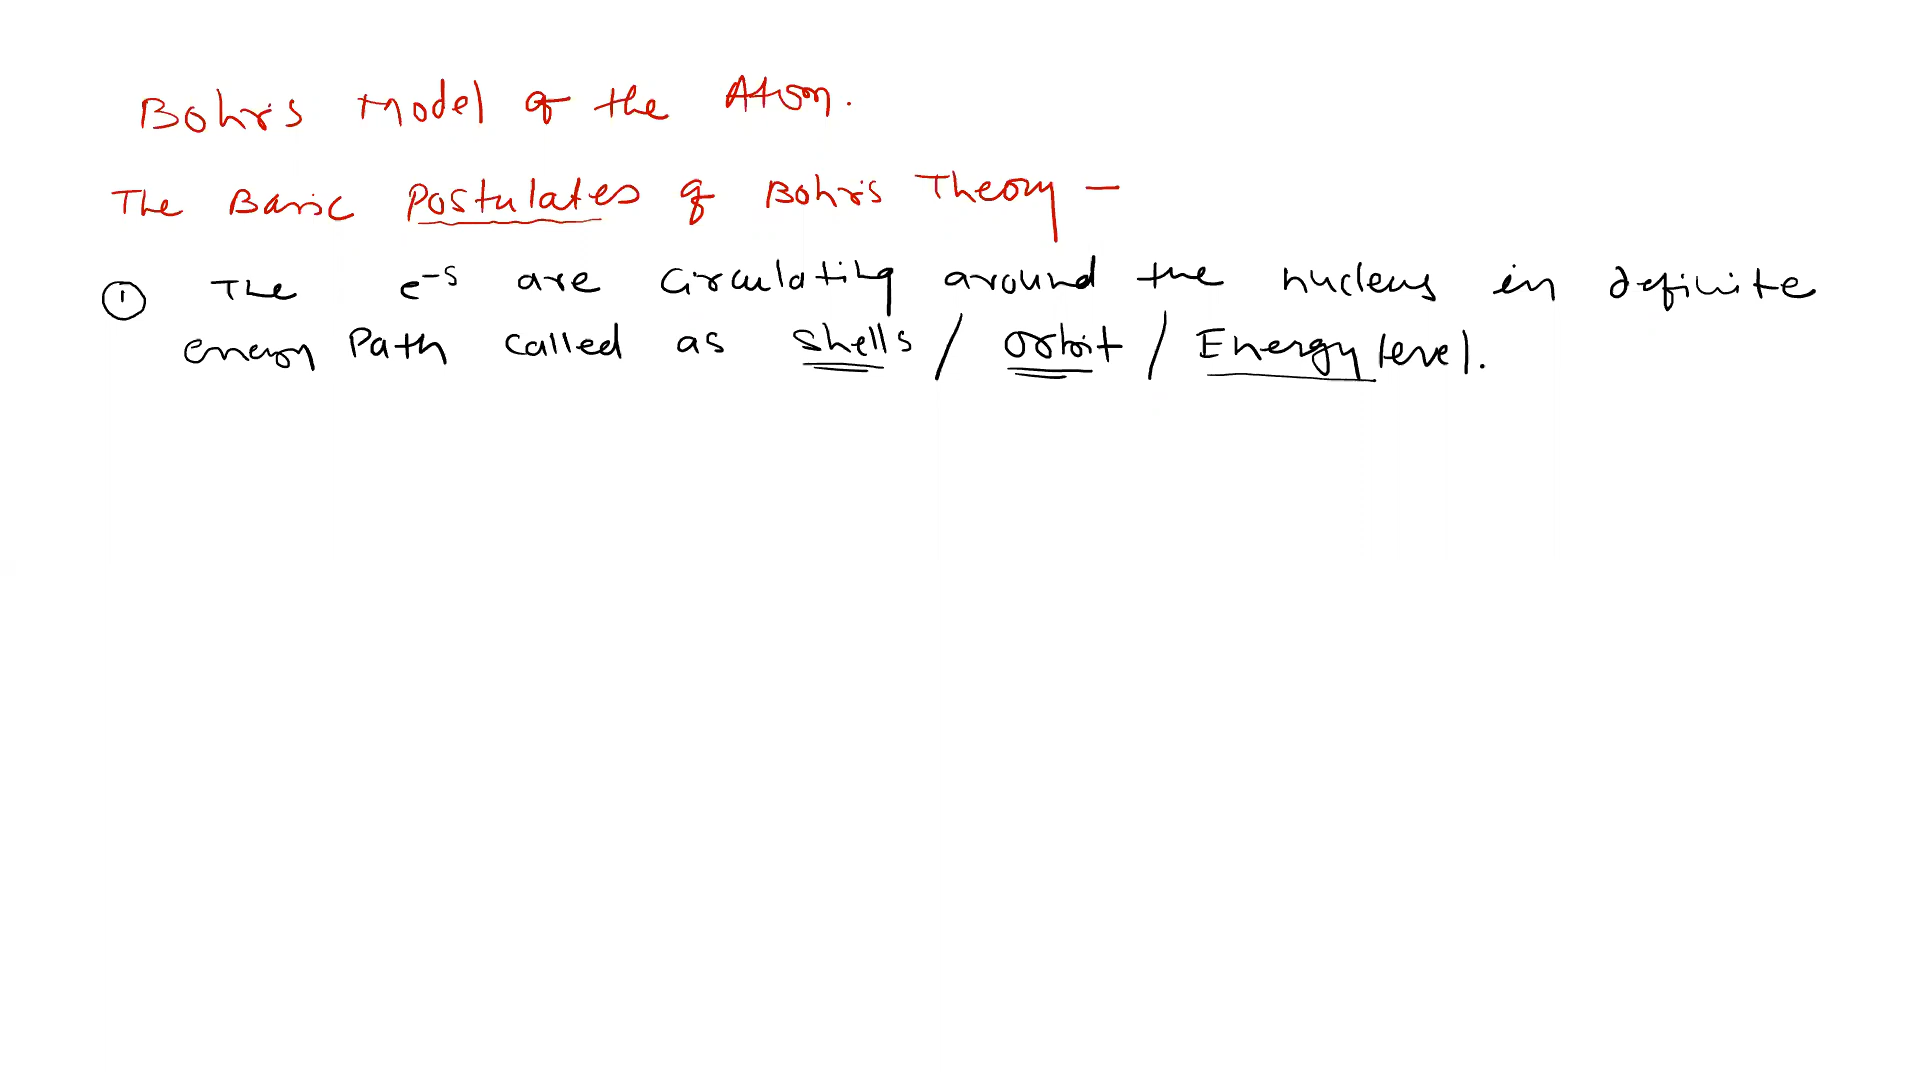 Bohr's Model of the Atom.
The Basic Postulates of Bohr's Theory –
① The e⁻s are circulating around the nucleus in definite
energy Path called as shells / orbit / Energy level.